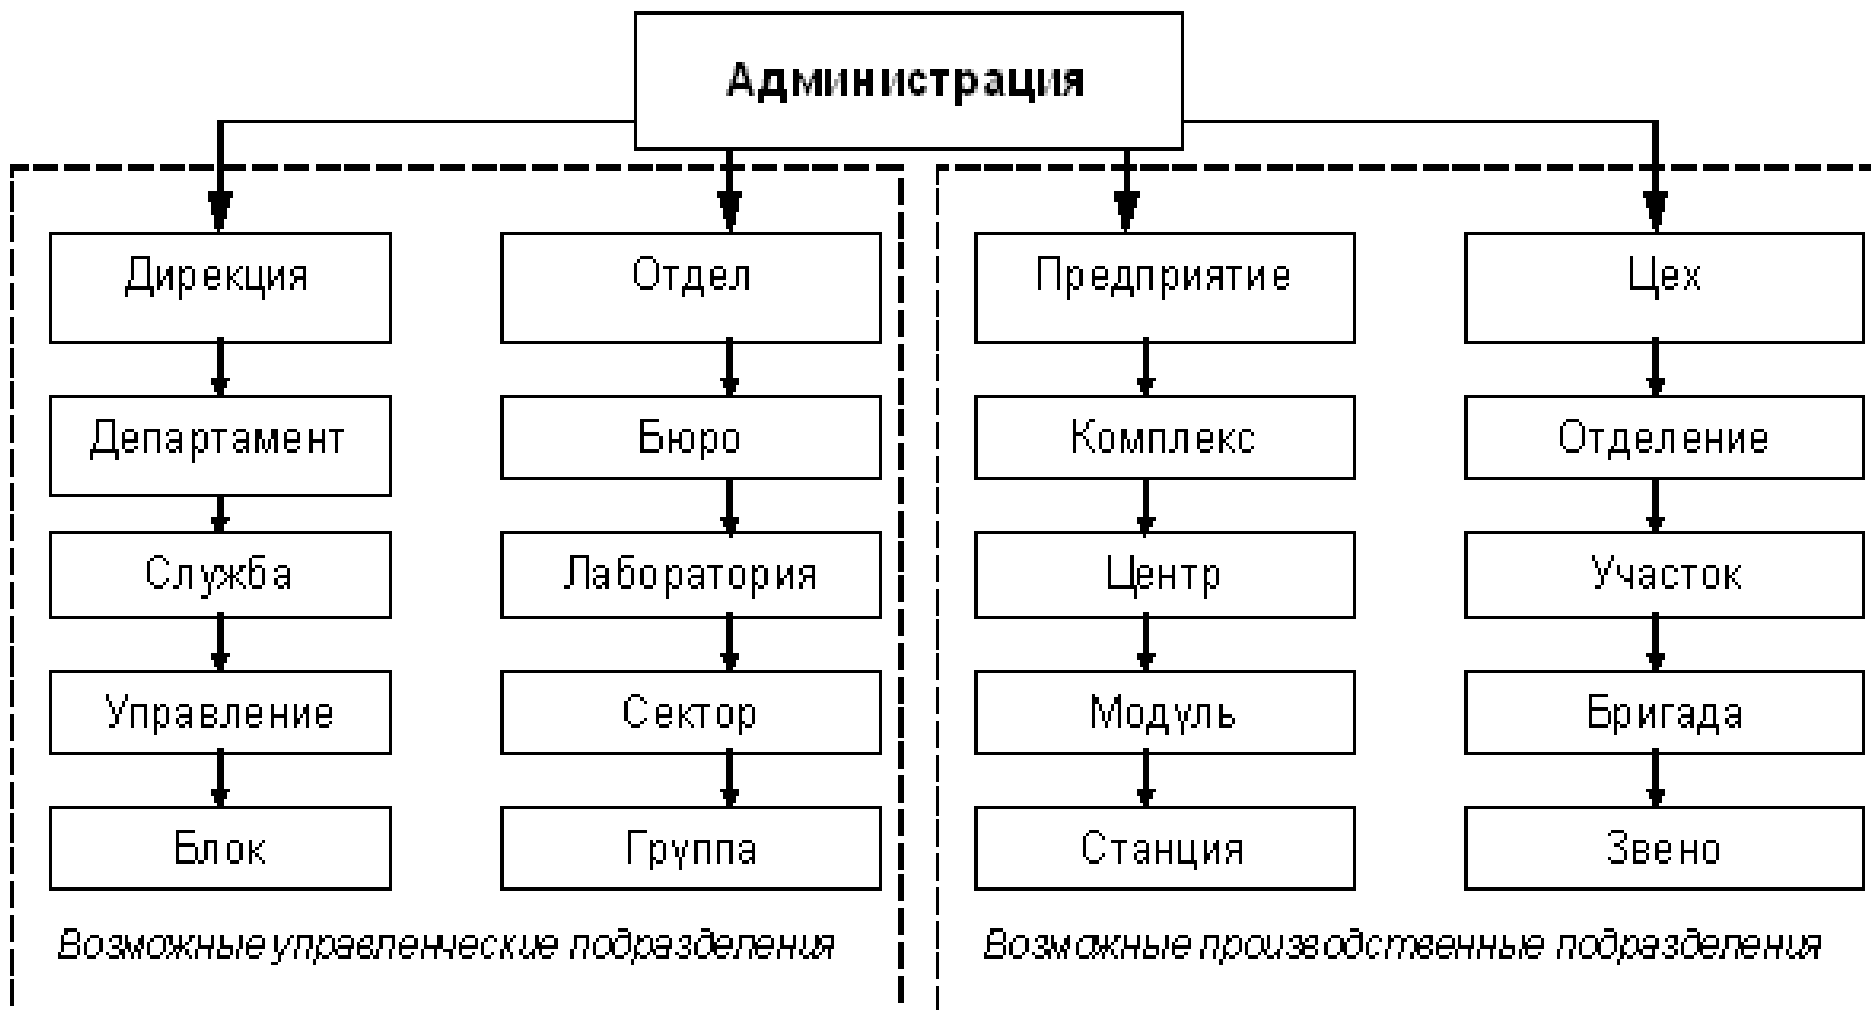 Администрация
Дирекция
Департамент
Служба
Управление
Блок
Отдел
Бюро
Лаборатория
Сектор
Группа
Возможные управленческие подразделения
Предприятие
Комплекс
Центр
Модуль
Станция
Цех
Отделение
Участок
Бригада
Звено
Возможные производственные подразделения